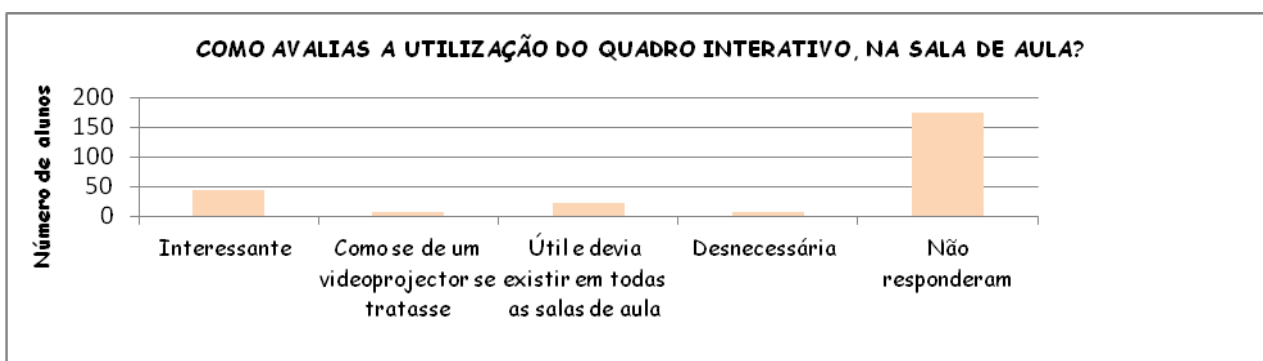 COMO AVALIAS A UTILIZAÇÃO DO QUADRO INTERATIVO, NA SALA DE AULA?
Número de alunos
200
150
100
50
0
Interessante
Como se de um
videoprojector se
tratasse
Útil e devia
existir em todas
as salas de aula
Desnecessária
Não
responderam